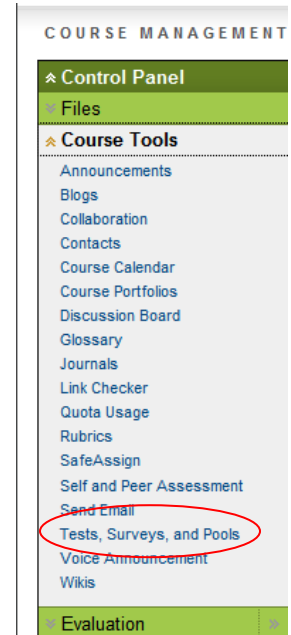 COURSE MANAGEMENT
Control Panel
Files
Course Tools
Announcements
Blogs
Collaboration
Contacts
Course Calendar
Course Portfolios
Discussion Board
Glossary
Journals
Link Checker
Quota Usage
Rubrics
SafeAssign
Self and Peer Assessment
Send Email
Tests, Surveys, and Pools
Voice Announcement
Wikis
Evaluation